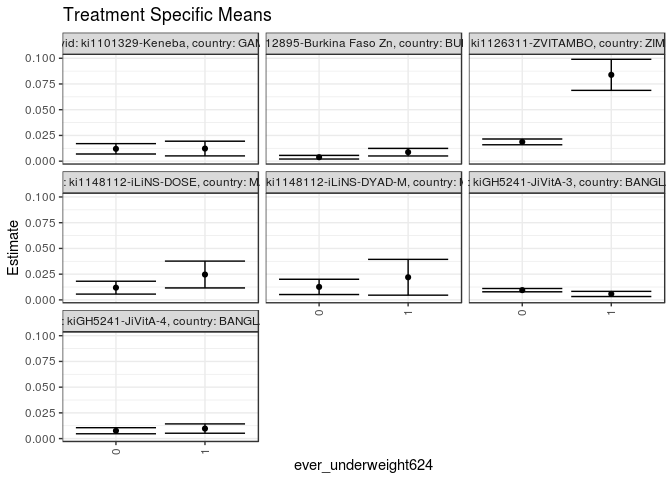 Treatment Specific Means
vid: ki1101329-Keneba, country: GAM
12895-Burkina Faso Zn, country: BUI
ki1126311-ZVITAMBO, country: ZIM
0.100
0.075
0.050
0.025
0.000
: ki1148112-iLiNS-DOSE, country: MA
ki1148112-iLiNS-DYAD-M, country:
: kiGH5241-JiVitA-3, country: BANGL
0.100
0.075
0.050
0.025
0.000
0 1
0 1
: kiGH5241-JiVitA-4, country: BANGL
0.100
0.075
0.050
0.025
0.000
0 1
Estimate
ever_underweight624